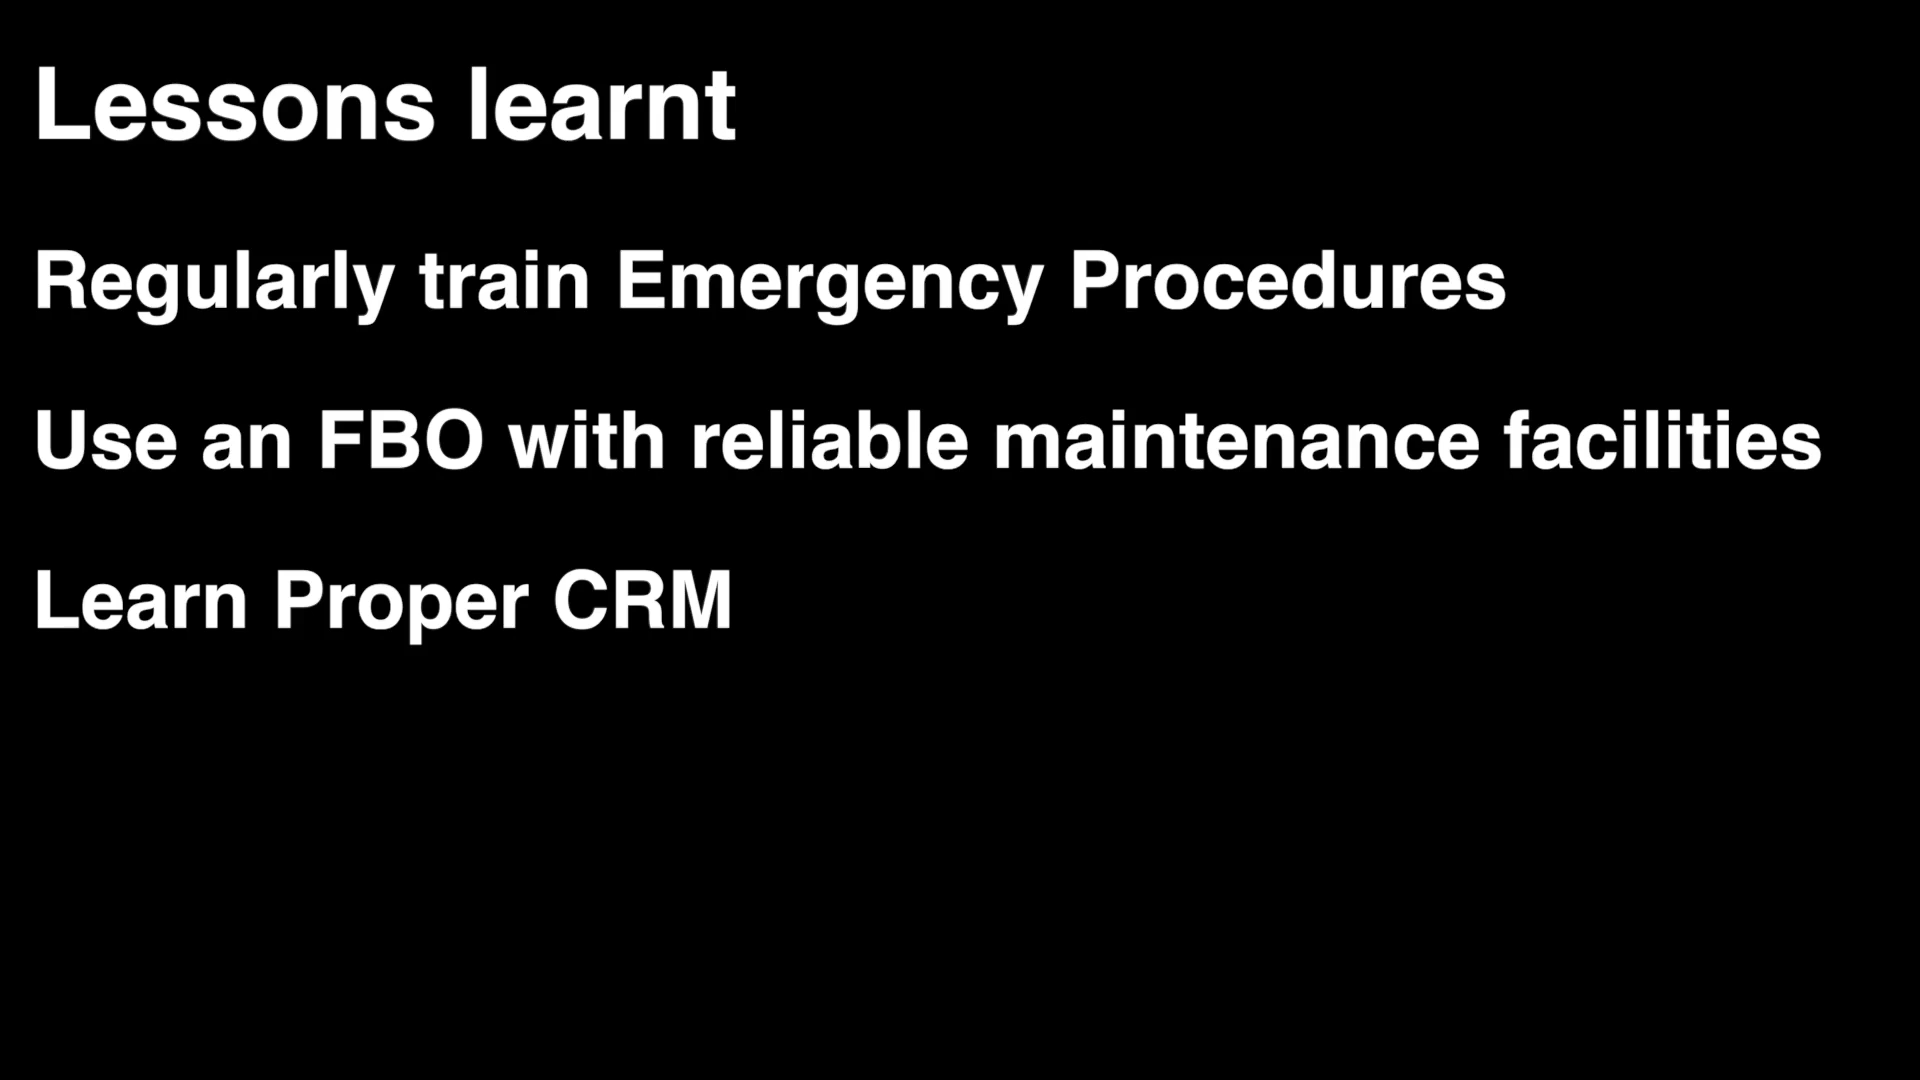 Lessons learnt
Regularly train Emergency Procedures
Use an FBO with reliable maintenance facilities
Learn Proper CRM